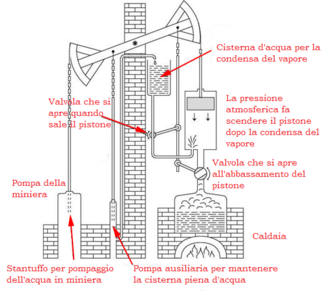 Cisterna d'acqua per la
condensa del vapore
Valvola che si
apre quando
sale il pistone
La pressione
atmosferica fa
scendere il pistone
dopo la condensa del
vapore
Valvola che si apre
all'abbassamento del
pistone
Pompa della
miniera
Caldaia
Stantuffo per pompaggio
dell'acqua in miniera
Pompa ausiliaria per mantenere
la cisterna piena d'acqua